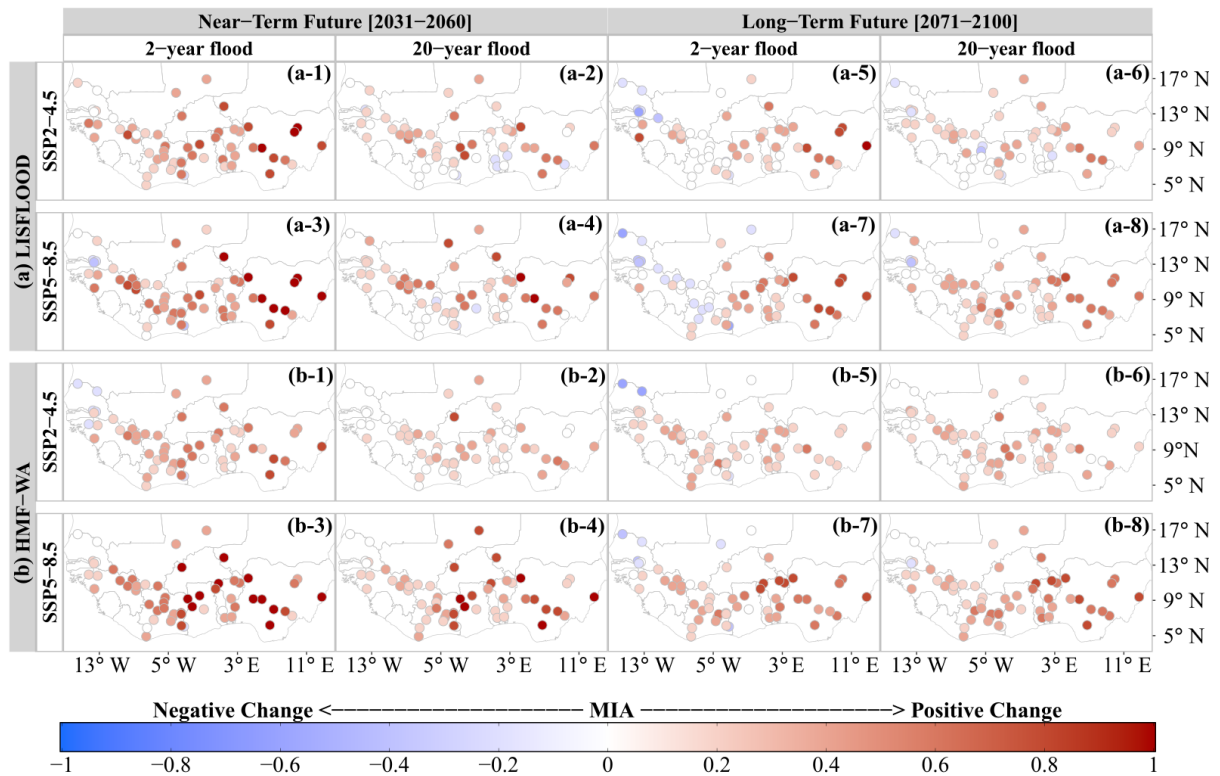 Near−Term Future [2031−2060]
Long−Term Future [2071−2100]
2−year flood
20−year flood
2−year flood
20−year flood
(a) LISFLOOD
SSP2−4.5
(a-1)
(a-2)
(a-5)
(a-6)
17° N
13° N
9° N
5° N
SSP5−8.5
(a-3)
(a-4)
(a-7)
(a-8)
17° N
13° N
9° N
5° N
(b) HMF−WA
SSP2−4.5
(b-1)
(b-2)
(b-5)
(b-6)
17° N
13° N
9°N
5° N
SSP5−8.5
(b-3)
(b-4)
(b-7)
(b-8)
17° N
13° N
9° N
5° N
13° W 5° W 3° E 11° E 13° W 5° W 3° E 11° E 13° W 5° W 3° E 11° E 13° W 5° W 3° E 11° E
Negative Change <−−−−−−−−−−−−−−− MIA −−−−−−−−−−−−−−−> Positive Change
−1 −0.8 −0.6 −0.4 −0.2 0 0.2 0.4 0.6 0.8 1